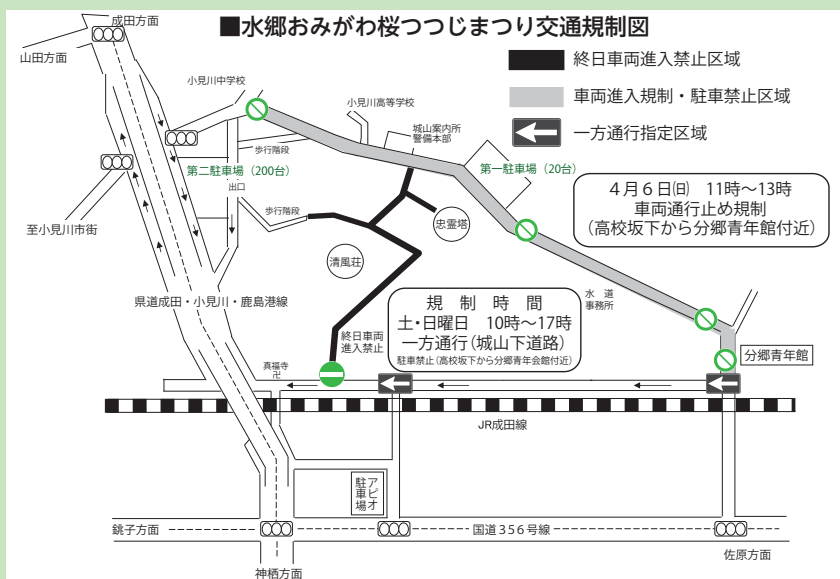 ■水郷おみがわ桜つつじまつり交通規制図
成田方面
山田方面
終日車両進入禁止区域
車両進入規制・駐車禁止区域
一方通行指定区域
小見川中学校
小見川高等学校
城山案内所
警備本部
歩行階段
第二駐車場（200台）
出口
第一駐車場（20台）
4月6日㈰ 11時～13時
車両通行止め規制
(高校坂下から分郷青年館付近)
至小見川市街
歩行階段
忠霊塔
清風荘
県道成田・小見川・鹿島港線
規制時間
土・日曜日 10時～17時
一方通行(城山下道路)
駐車禁止(高校坂下から分郷青年会館付近)
水道
事務所
終日車両
進入禁止
分郷青年館
真福寺
卍
JR成田線
アピオ
駐車場
銚子方面
国道356号線
佐原方面
神栖方面